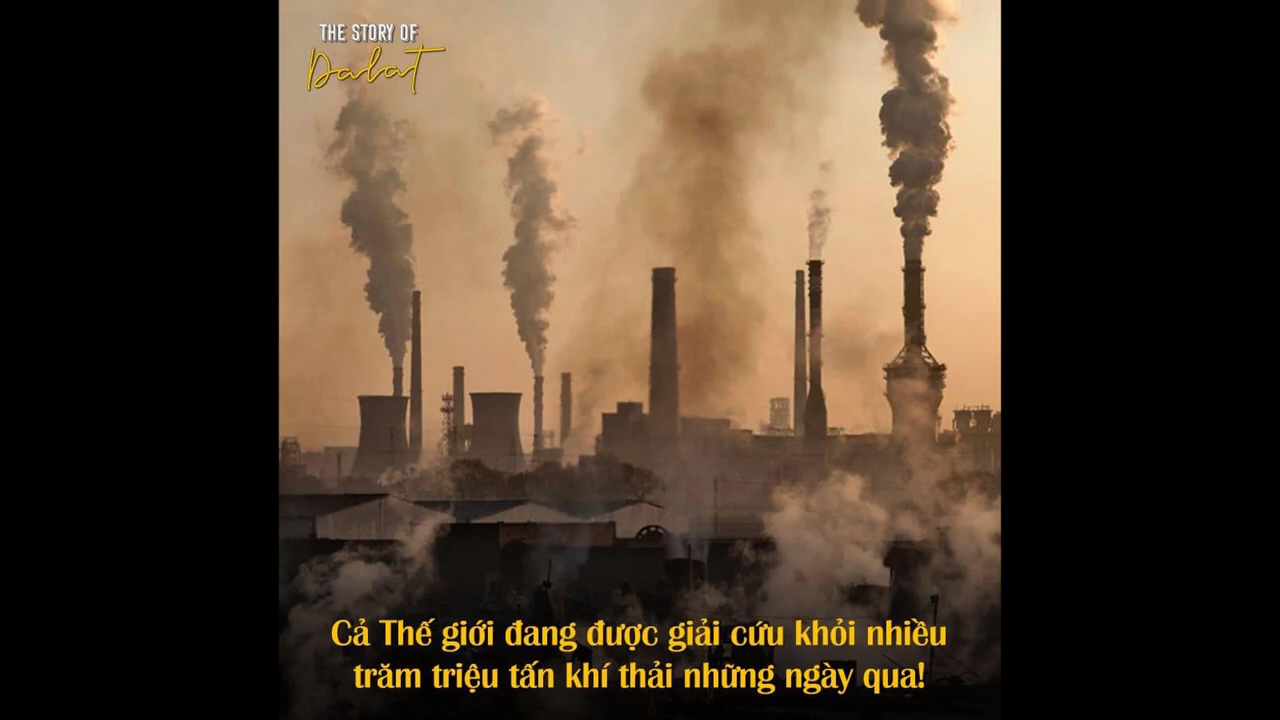 THE STORY OF
Dalat
Cả Thế giới đang được giải cứu khỏi nhiều
trăm triệu tấn khí thải những ngày qua!